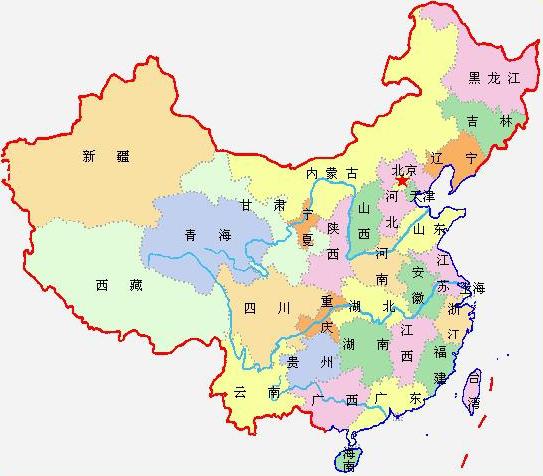 黑龙江
吉林
辽宁
内蒙古
北京
天津
河北
新疆
甘肃
宁夏
山西
陕西
山东
青海
河南
西藏
江苏
安徽
上海
四川
重庆
湖北
浙江
湖南
江西
贵州
福建
云南
广西
广东
台湾
海南